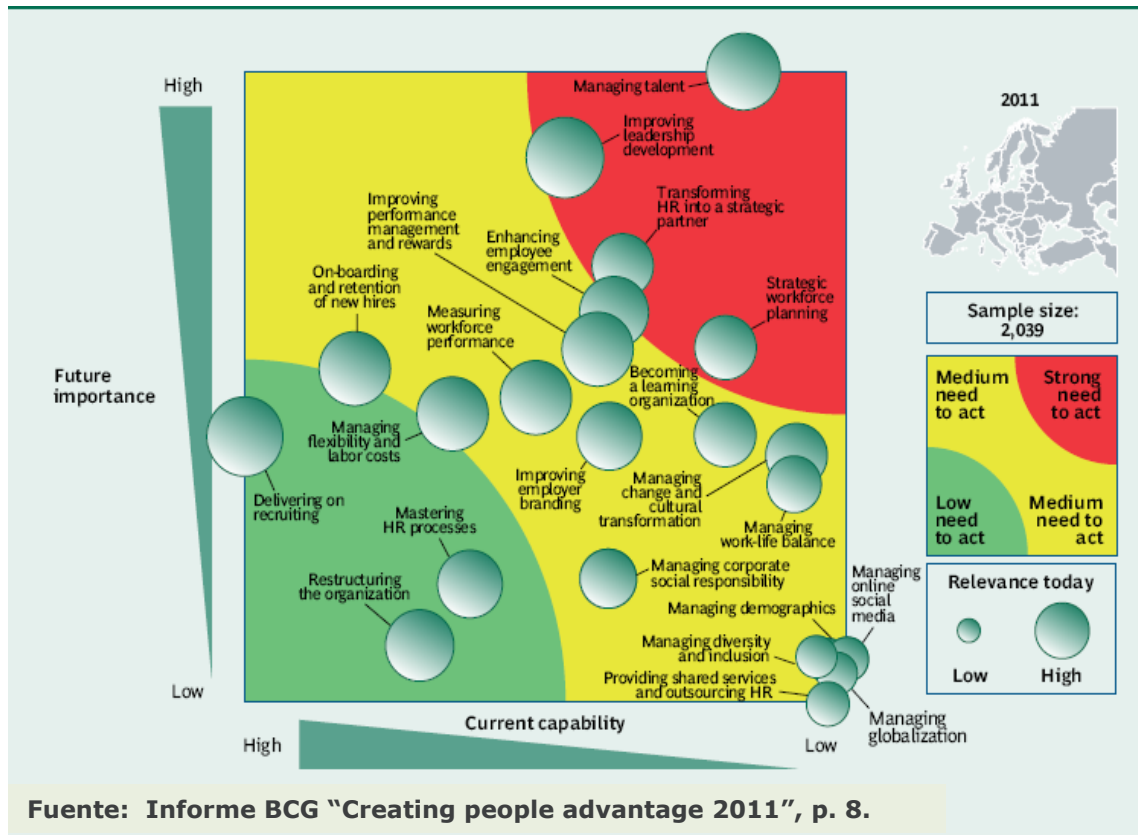 High
Managing talent
Improving
leadership
development
Transforming
HR into a strategic
partner
Improving
performance
management
and rewards
Enhancing
employee
engagement
On-boarding
and retention
of new hires
Measuring
workforce
performance
Strategic
workforce
planning
Becoming
a learning
organization
Future
importance
Managing
flexibility and
labor costs
Improving
employer
branding
Managing
change and
cultural
transformation
Delivering on
recruiting
Mastering
HR processes
Managing
work-life balance
Restructuring
the organization
Managing corporate
social responsibility
Managing
online
social
media
Managing demographics
Managing diversity
and inclusion
Providing shared services
and outsourcing HR
Managing
globalization
Low
Current capability
High
Low
2011
Sample size:
2,039
Medium
need
to act
Strong
need
to act
Low
need
to act
Medium
need to
act
Relevance today
Low
High
Fuente: Informe BCG “Creating people advantage 2011”, p. 8.